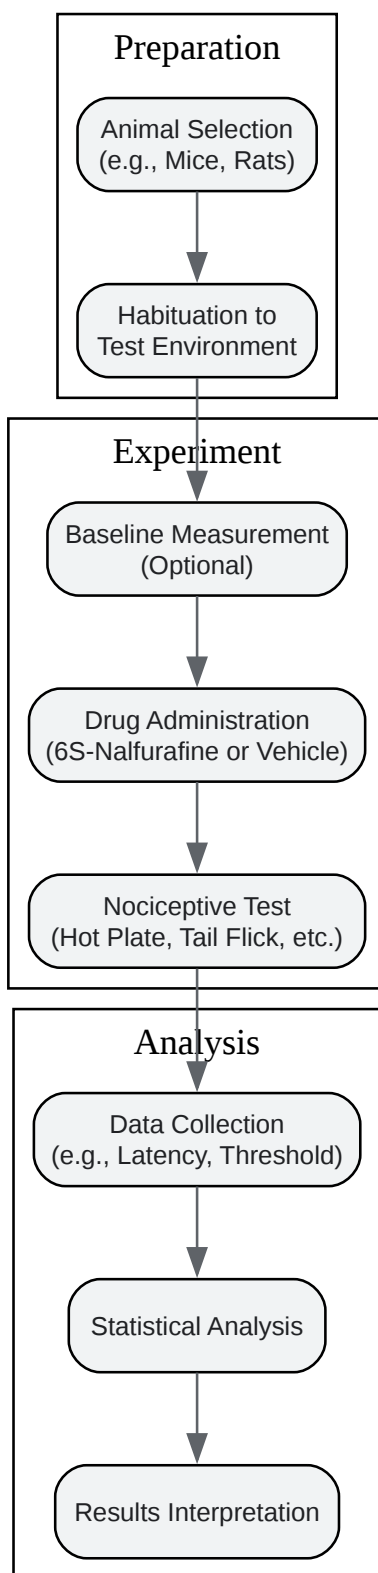 Preparation
Animal Selection
(e.g., Mice, Rats)
Habituation to
Test Environment
Experiment
Baseline Measurement
(Optional)
Drug Administration
(6S-Nalfurafine or Vehicle)
Nociceptive Test
(Hot Plate, Tail Flick, etc.)
Analysis
Data Collection
(e.g., Latency, Threshold)
Statistical Analysis
Results Interpretation